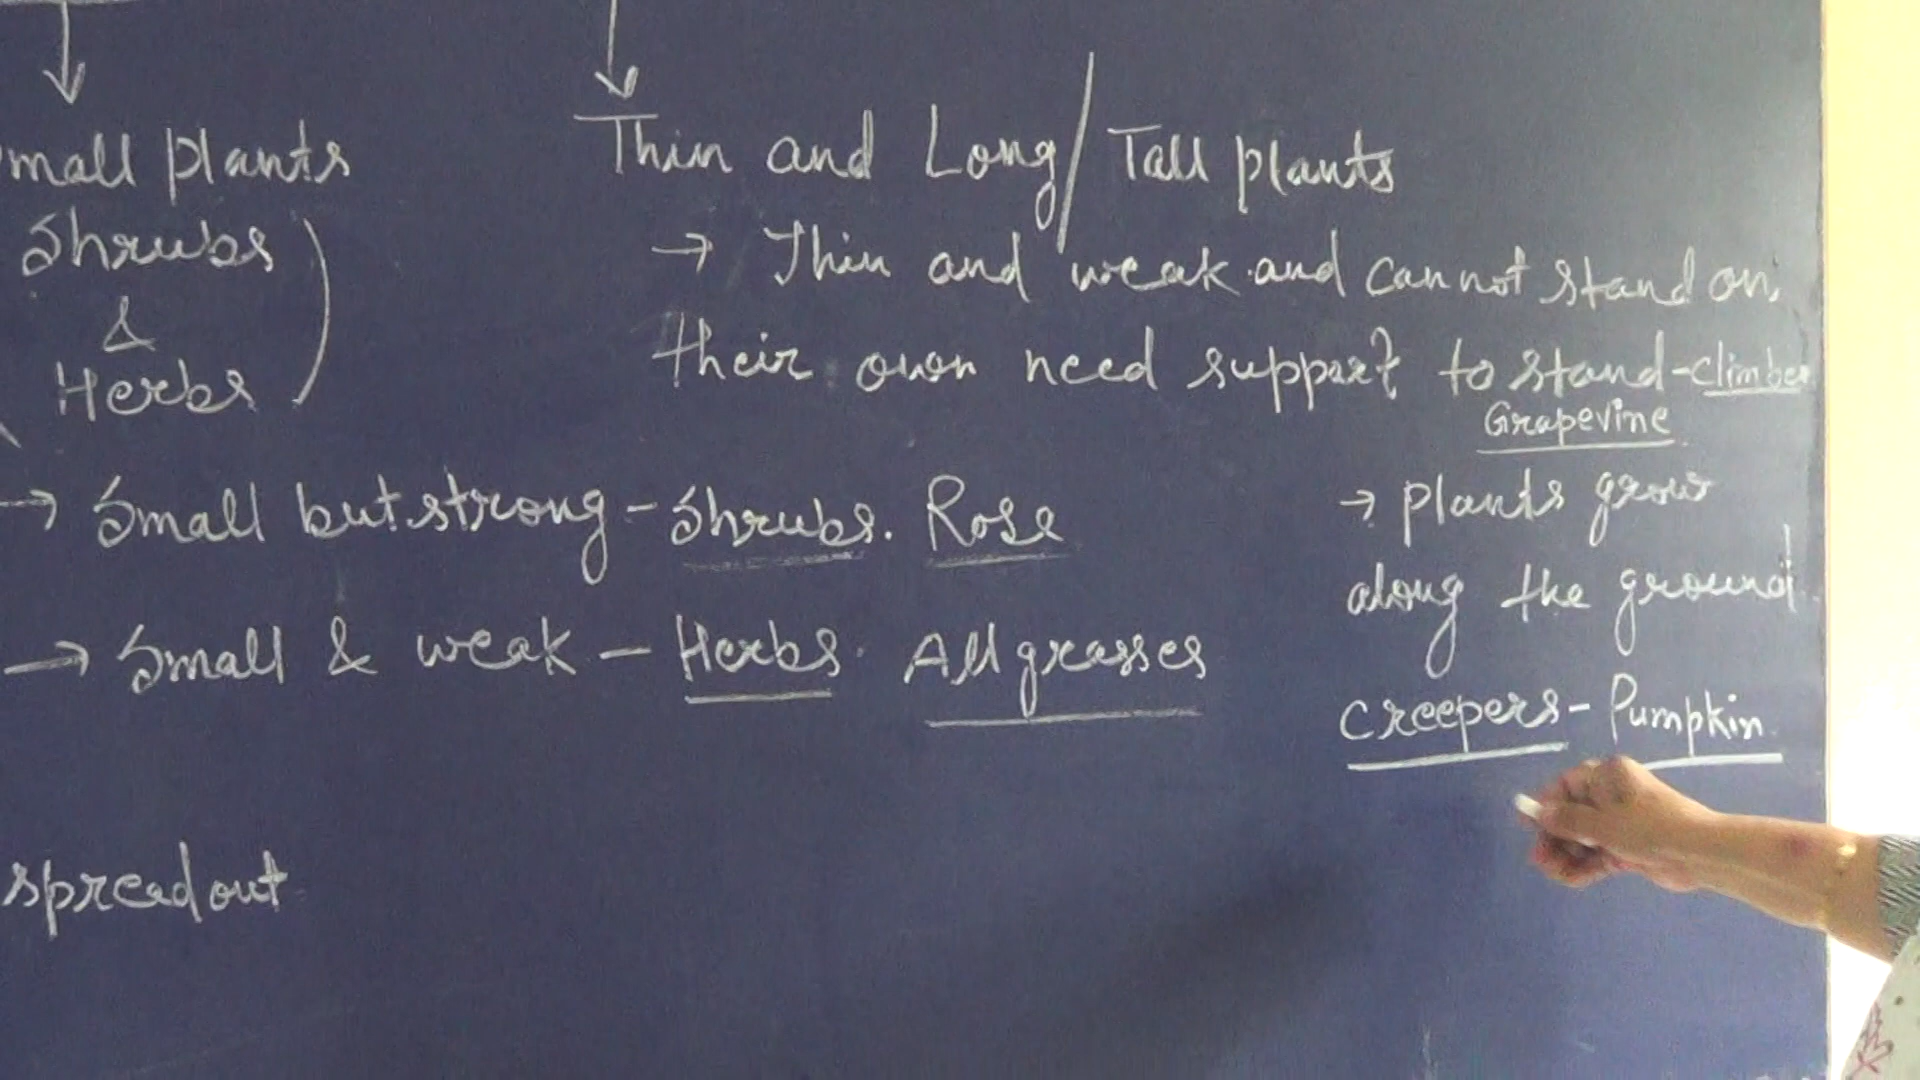 mall plants
Shrubs
&
Herbs
Thin and Long/Tall plants
→ Thin and weak and cannot stand on
their own need support to stand-climber
Grapevine
→ Small but strong - Shrubs. Rose
→ Small & weak - Herbs. All grasses
→ plants grow
along the ground
creepers - Pumpkin
spread out